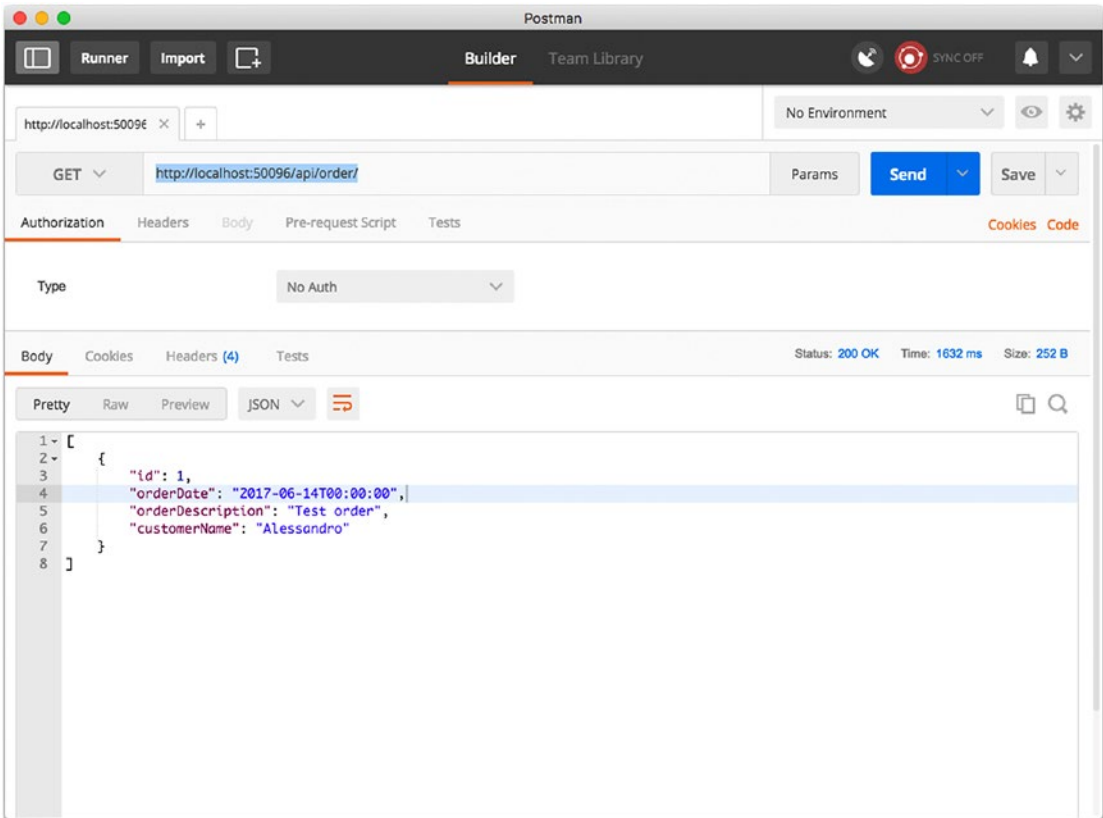 Postman
Runner Import Builder Team Library SYNC OFF
http://localhost:5009€ × + No Environment
GET http://localhost:50096/api/order/ Params Send Save
Authorization Headers Body Pre-request Script Tests Cookies Code
Type No Auth
Body Cookies Headers (4) Tests Status: 200 OK Time: 1632 ms Size: 252 B
Pretty Raw Preview JSON
1 [
2 {
3 "id": 1,
4 "orderDate": "2017-06-14T00:00:00",
5 "orderDescription": "Test order",
6 "customerName": "Alessandro"
7 }
8 ]